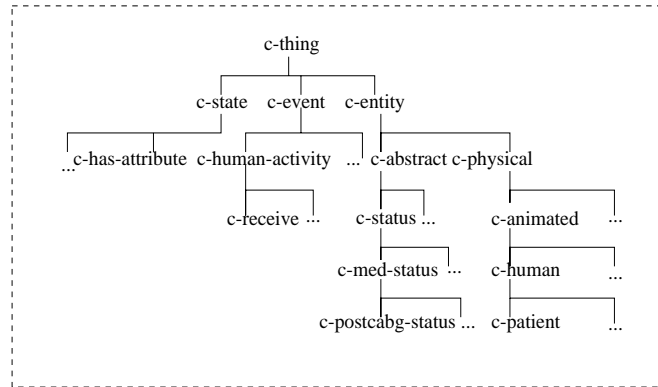 c-thing
c-state c-event c-entity
... c-has-attribute c-human-activity ... c-abstract c-physical
c-receive ... c-status ... c-animated ...
c-med-status ... c-human ...
c-postcabg-status ... c-patient ...